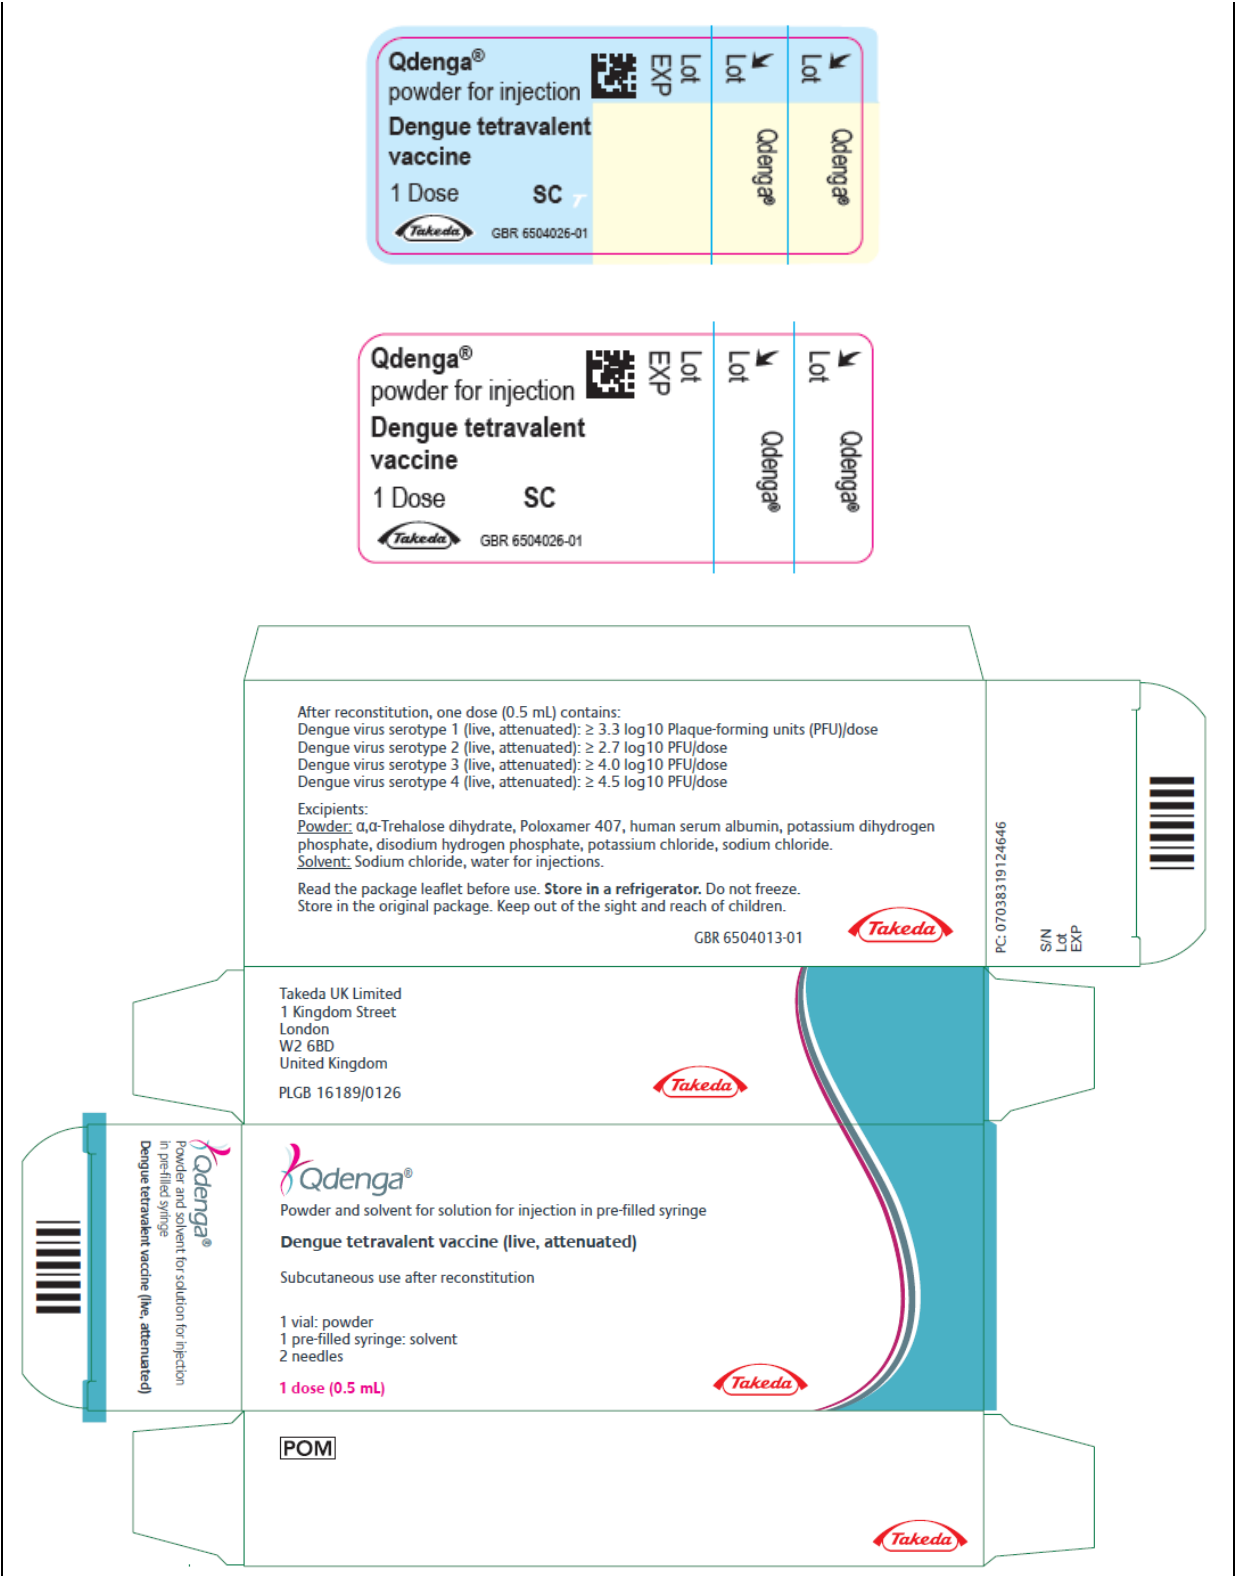 Qdenga®
powder for injection
Dengue tetravalent
vaccine
1 Dose SC T
Takeda GBR 6504026-01
EXP
Lot
Lot
Qdenga®
Lot
Qdenga®
Qdenga®
powder for injection
Dengue tetravalent
vaccine
1 Dose SC
Takeda GBR 6504026-01
EXP
Lot
Lot
Qdenga®
Lot
Qdenga®
After reconstitution, one dose (0.5 mL) contains:
Dengue virus serotype 1 (live, attenuated): ≥ 3.3 log10 Plaque-forming units (PFU)/dose
Dengue virus serotype 2 (live, attenuated): ≥ 2.7 log10 PFU/dose
Dengue virus serotype 3 (live, attenuated): ≥ 4.0 log10 PFU/dose
Dengue virus serotype 4 (live, attenuated): ≥ 4.5 log10 PFU/dose
Excipients:
Powder: α,α-Trehalose dihydrate, Poloxamer 407, human serum albumin, potassium dihydrogen
phosphate, disodium hydrogen phosphate, potassium chloride, sodium chloride.
Solvent: Sodium chloride, water for injections.
Read the package leaflet before use. Store in a refrigerator. Do not freeze.
Store in the original package. Keep out of the sight and reach of children.
GBR 6504013-01
Takeda
PC: 07038319124646
S/N
Lot
EXP
Takeda UK Limited
1 Kingdom Street
London
W2 6BD
United Kingdom
PLGB 16189/0126
Takeda
Qdenga®
Powder and solvent for solution for injection
in pre-filled syringe
Dengue tetravalent vaccine (live, attenuated)
Qdenga®
Powder and solvent for solution for injection in pre-filled syringe
Dengue tetravalent vaccine (live, attenuated)
Subcutaneous use after reconstitution
1 vial: powder
1 pre-filled syringe: solvent
2 needles
1 dose (0.5 mL)
Takeda
POM
Takeda